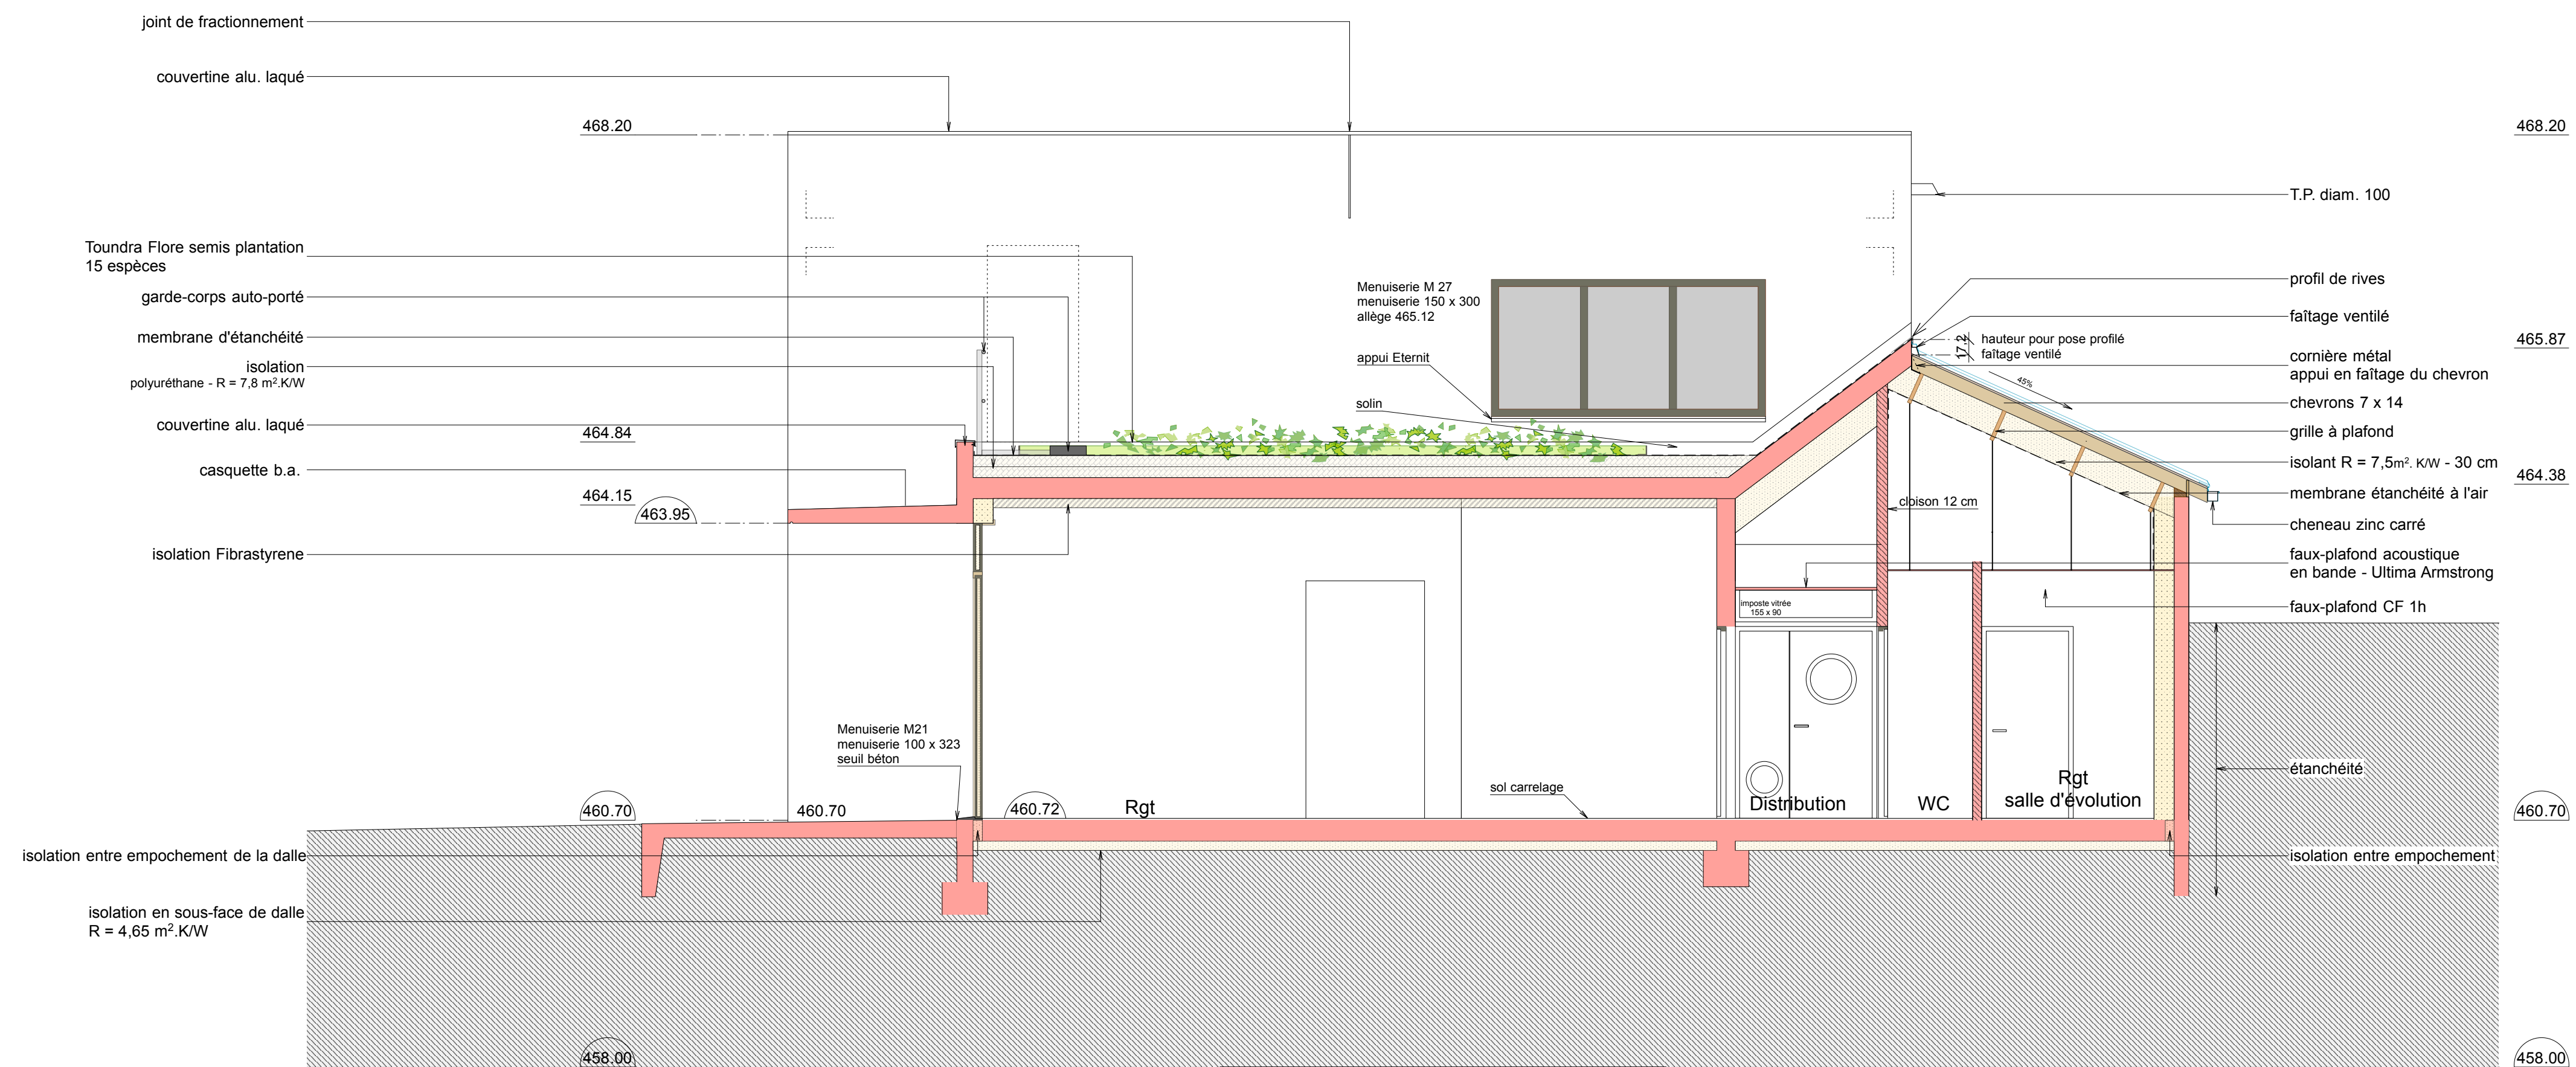 joint de fractionnement
couvertine alu. laqué
468.20
468.20
T.P. diam. 100
Toundra Flore semis plantation
15 espèces
garde-corps auto-porté
membrane d'étanchéité
isolation
polyuréthane - R = 7,8 m².K/W
couvertine alu. laqué
464.84
casquette b.a.
464.15
463.95
isolation Fibrastyrene
Menuiserie M 27
menuiserie 150 x 300
allège 465.12
appui Eternit
solin
profil de rives
faîtage ventilé
17,2
hauteur pour pose profilé
faîtage ventilé
465.87
cornière métal
appui en faîtage du chevron
45%
chevrons 7 x 14
grille à plafond
isolant R = 7,5m². K/W - 30 cm
464.38
membrane étanchéité à l'air
cloison 12 cm
cheneau zinc carré
faux-plafond acoustique
en bande - Ultima Armstrong
faux-plafond CF 1h
imposte vitrée
155 x 90
Menuiserie M21
menuiserie 100 x 323
seuil béton
étanchéité
sol carrelage
460.70
460.70
460.72
Rgt
Distribution
WC
Rgt
salle d'évolution
460.70
isolation entre empochement de la dalle
isolation entre empochement
isolation en sous-face de dalle
R = 4,65 m².K/W
458.00
458.00